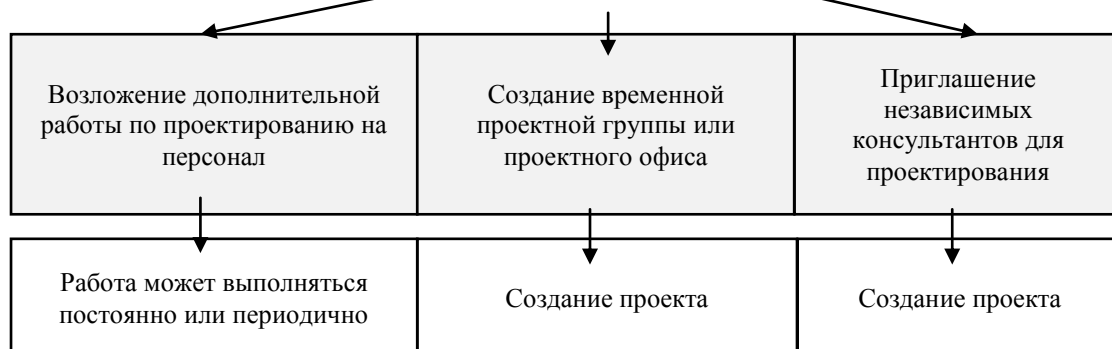 Возложение дополнительной
работы по проектированию на
персонал
Создание временной
проектной группы или
проектного офиса
Приглашение
независимых
консультантов для
проектирования
Работа может выполняться
постоянно или периодично
Создание проекта
Создание проекта